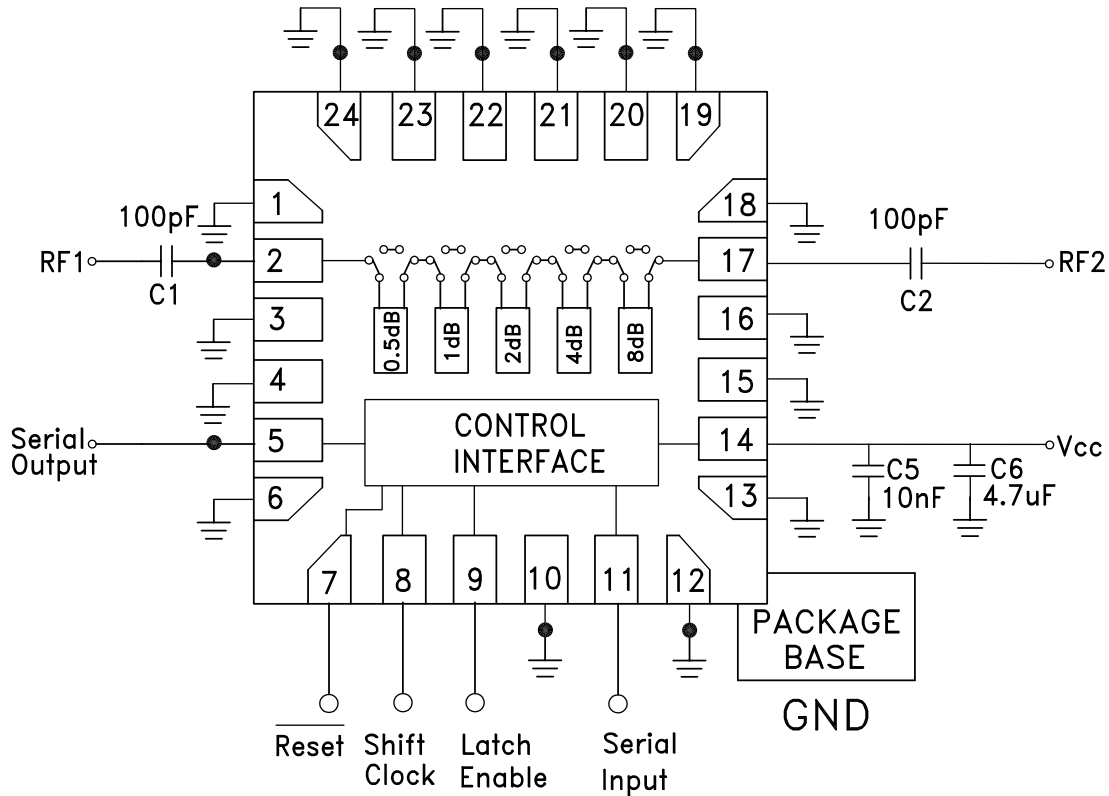 24 23 22 21 20 19
1
18
100pF
100pF
RF1
C1
2
17
C2
RF2
3
16
0.5dB
1dB
2dB
4dB
8dB
4
15
Serial
Output
5
CONTROL
INTERFACE
14
Vcc
C5
10nF
C6
4.7uF
6
13
7 8 9 10 11 12
PACKAGE
BASE
GND
Reset
Shift
Clock
Latch
Enable
Serial
Input